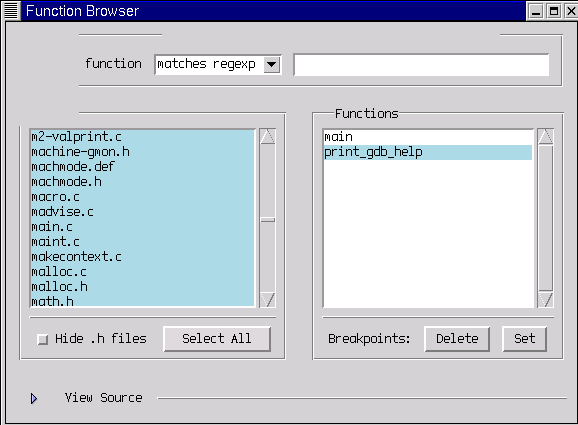 Function Browser
function matches regexp
Functions
m2-valprint.c
machine-gmon.h
machmode.def
machmode.h
macro.c
madvise.c
main.c
maint.c
makecontext.c
malloc.c
malloc.h
math.h
main
print_gdb_help
Hide .h files Select All
Breakpoints: Delete Set
View Source